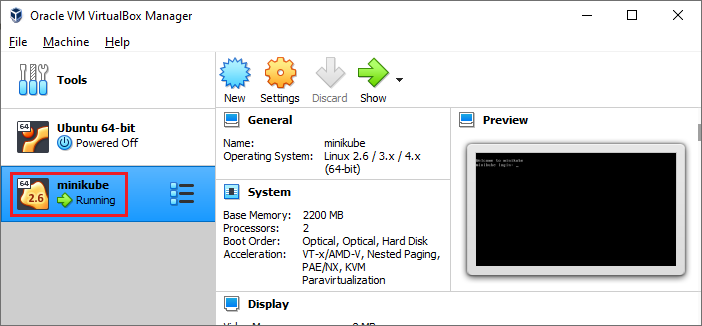 Oracle VM VirtualBox Manager
File Machine Help
Tools
64
Ubuntu 64-bit
Powered Off
64
2.6
minikube
Running
New
Settings
Discard
Show
General
Name: minikube
Operating System: Linux 2.6 / 3.x / 4.x
(64-bit)
System
Base Memory: 2200 MB
Processors: 2
Boot Order: Optical, Optical, Hard Disk
Acceleration: VT-x/AMD-V, Nested Paging,
PAE/NX, KVM
Paravirtualization
Display
Preview
Welcome to minikube
minikube login: _